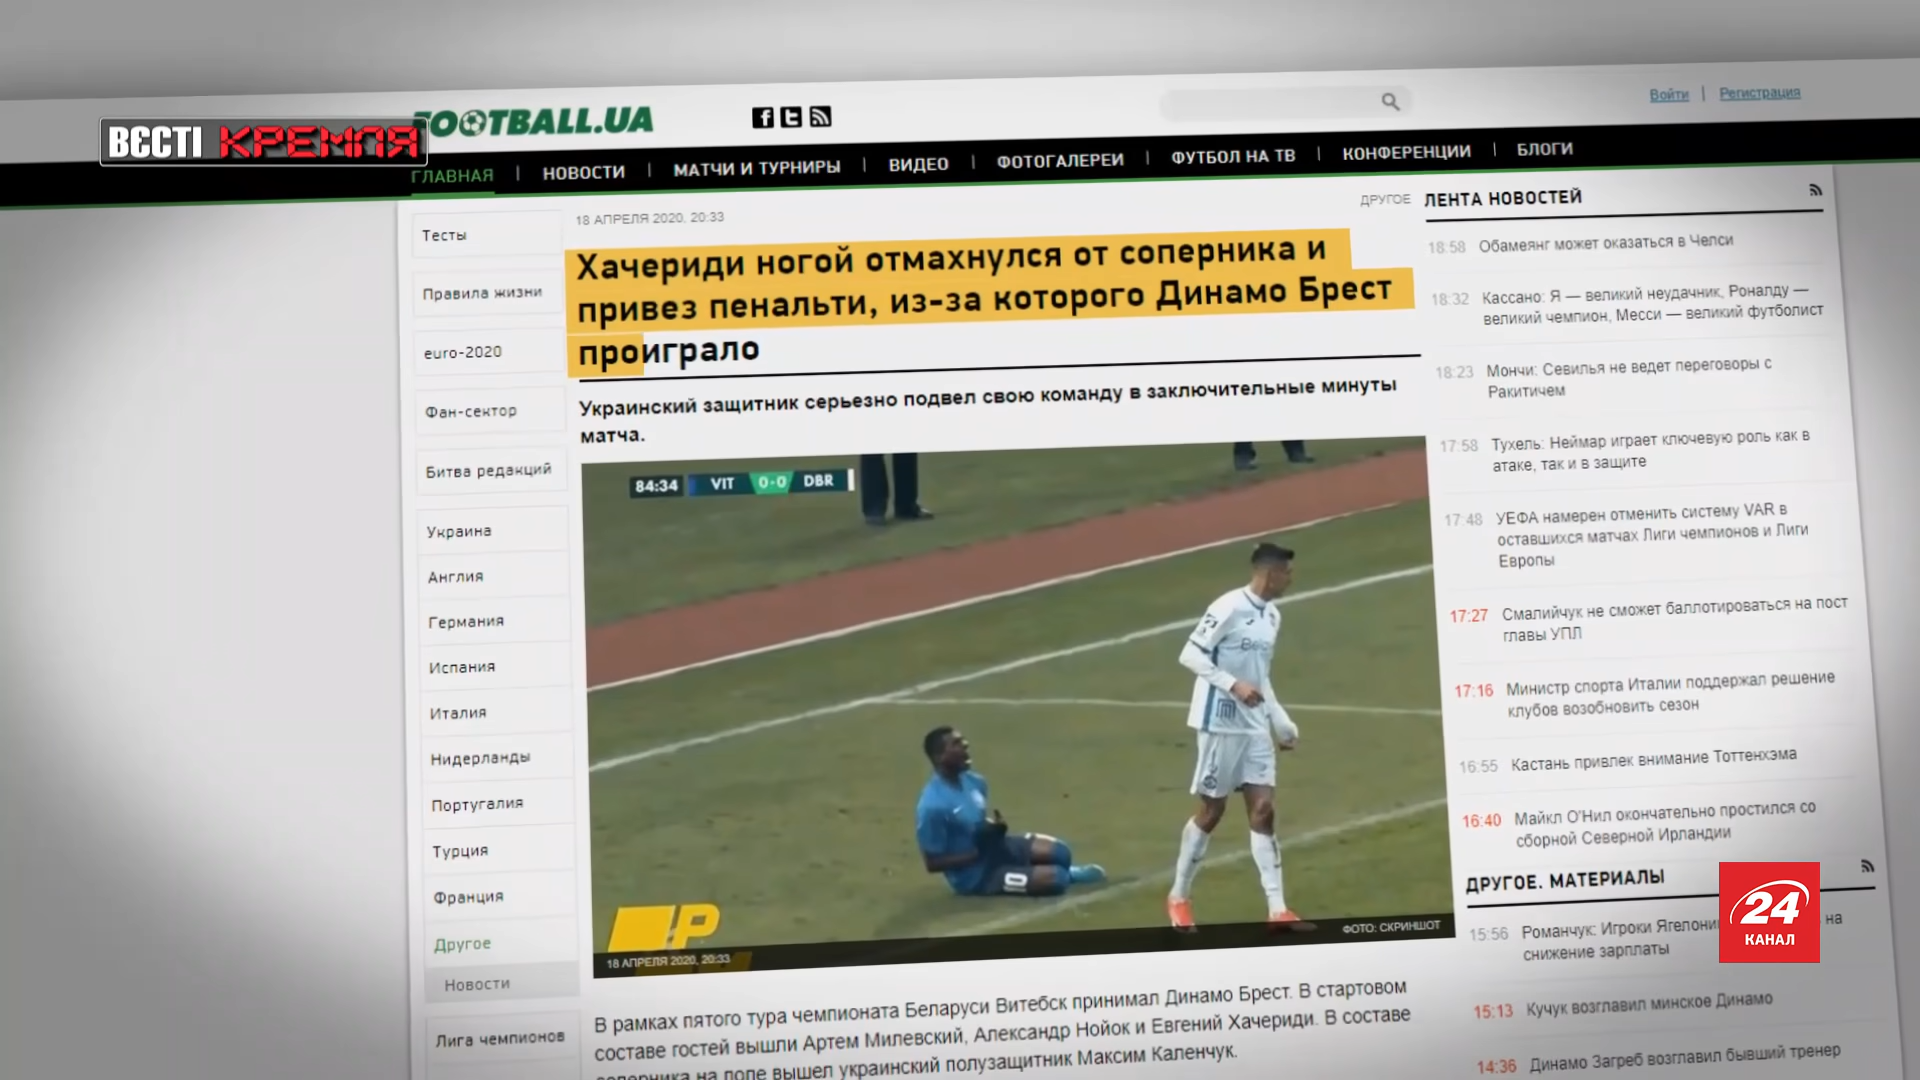 FOOTBALL.UA
Войти | Регистрация
ВЄСТІ КРЕМЛЯ
ГЛАВНАЯ | НОВОСТИ | МАТЧИ И ТУРНИРЫ | ВИДЕО | ФОТОГАЛЕРЕИ | ФУТБОЛ НА ТВ | КОНФЕРЕНЦИИ | БЛОГИ
Тесты
Правила жизни
euro-2020
Фан-сектор
Битва редакций
Украина
Англия
Германия
Испания
Италия
Нидерланды
Португалия
Турция
Франция
Другое
Новости
Лига чемпионов
18 АПРЕЛЯ 2020, 20:33
ДРУГОЕ
Хачериди ногой отмахнулся от соперника и
привез пенальти, из-за которого Динамо Брест
проиграло
Украинский защитник серьезно подвел свою команду в заключительные минуты
матча.
84:34 VIT 0-0 DBR
10
P
18 АПРЕЛЯ 2020, 20:33
ФОТО: СКРИНШОТ
В рамках пятого тура чемпионата Беларуси Витебск принимал Динамо Брест. В стартовом
составе гостей вышли Артем Милевский, Александр Нойок и Евгений Хачериди. В составе
соперника на поле вышел украинский полузащитник Максим Каленчук.
ЛЕНТА НОВОСТЕЙ
18:58 Обамеянг может оказаться в Челси
18:32 Кассано: Я — великий неудачник, Роналду —
великий чемпион, Месси — великий футболист
18:23 Мончи: Севилья не ведет переговоры с
Ракитичем
17:58 Тухель: Неймар играет ключевую роль как в
атаке, так и в защите
17:48 УЕФА намерен отменить систему VAR в
оставшихся матчах Лиги чемпионов и Лиги
Европы
17:27 Смалийчук не сможет баллотироваться на пост
главы УПЛ
17:16 Министр спорта Италии поддержал решение
клубов возобновить сезон
16:55 Кастань привлек внимание Тоттенхэма
16:40 Майкл О'Нил окончательно простился со
сборной Северной Ирландии
ДРУГОЕ. МАТЕРИАЛЫ
15:56 Романчук: Игроки Ягелони на
снижение зарплаты
15:13 Кучук возглавил минское Динамо
14:36 Динамо Загреб возглавил бывший тренер
24
КАНАЛ